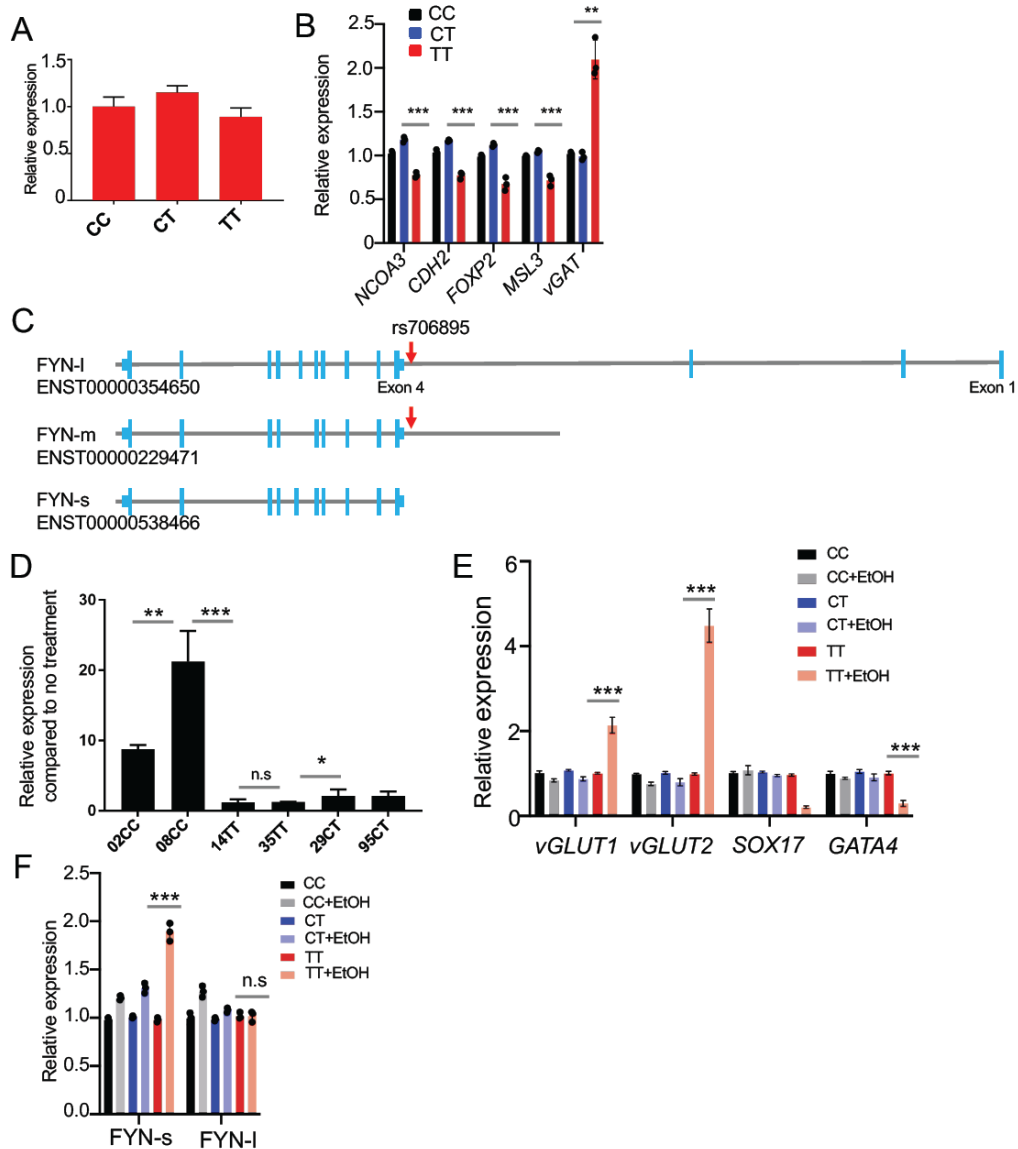 A
Relative expression
1.5
1.0
0.5
0
CC
CT
TT
B
Relative expression
2.5
2.0
1.5
1.0
0.5
0
CC
CT
TT
***
***
***
***
**
NCOA3
CDH2
FOXP2
MSL3
vGAT
C
rs706895
FYN-l
ENST00000354650
Exon 4
Exon 1
FYN-m
ENST00000229471
FYN-s
ENST00000538466
D
Relative expression
compared to no treatment
30
20
10
0
**
***
n.s
*
02CC
08CC
14TT
35TT
29CT
95CT
E
Relative expression
6
4
2
0
CC
CC+EtOH
CT
CT+EtOH
TT
TT+EtOH
***
***
***
vGLUT1
vGLUT2
SOX17
GATA4
F
Relative expression
2.5
2.0
1.5
1.0
0.5
0.0
CC
CC+EtOH
CT
CT+EtOH
TT
TT+EtOH
***
n.s
FYN-s
FYN-l